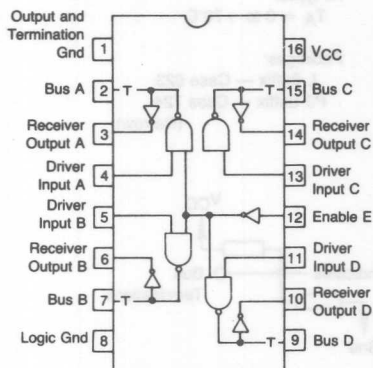 Output and
Termination
Gnd
1
16
VCC
Bus A
2
T
T
15
Bus C
Receiver
Output A
3
14
Receiver
Output C
Driver
Input A
4
13
Driver
Input C
Driver
Input B
5
12
Enable E
Receiver
Output B
6
11
Driver
Input D
Bus B
7
T
10
Receiver
Output D
Logic Gnd
8
T
9
Bus D